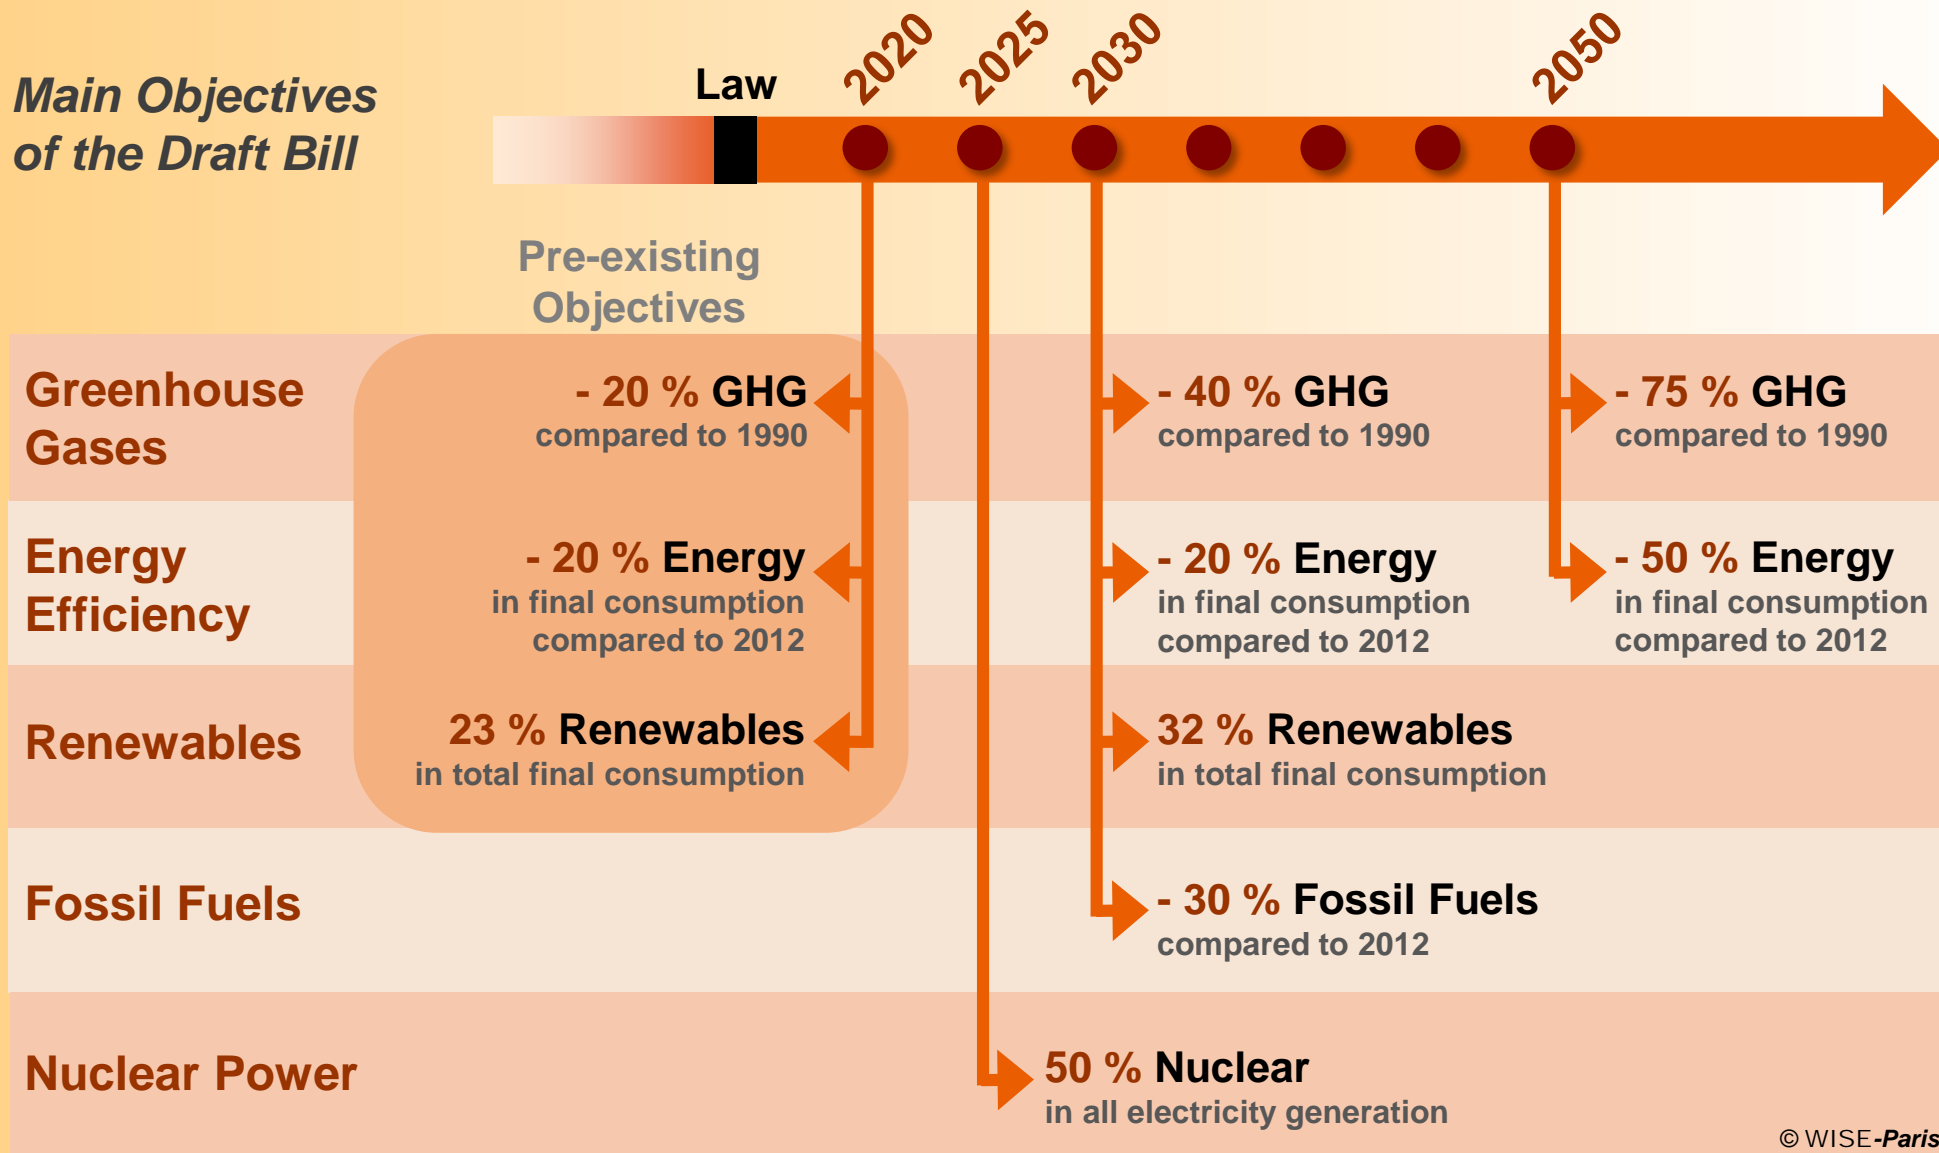 Main Objectives
of the Draft Bill
Law
2020
2025
2030
2050
Pre-existing
Objectives
Greenhouse
Gases
- 20 % GHG
compared to 1990
- 40 % GHG
compared to 1990
- 75 % GHG
compared to 1990
Energy
Efficiency
- 20 % Energy
in final consumption
compared to 2012
- 20 % Energy
in final consumption
compared to 2012
- 50 % Energy
in final consumption
compared to 2012
Renewables
23 % Renewables
in total final consumption
32 % Renewables
in total final consumption
Fossil Fuels
- 30 % Fossil Fuels
compared to 2012
Nuclear Power
50 % Nuclear
in all electricity generation
© WISE-Paris